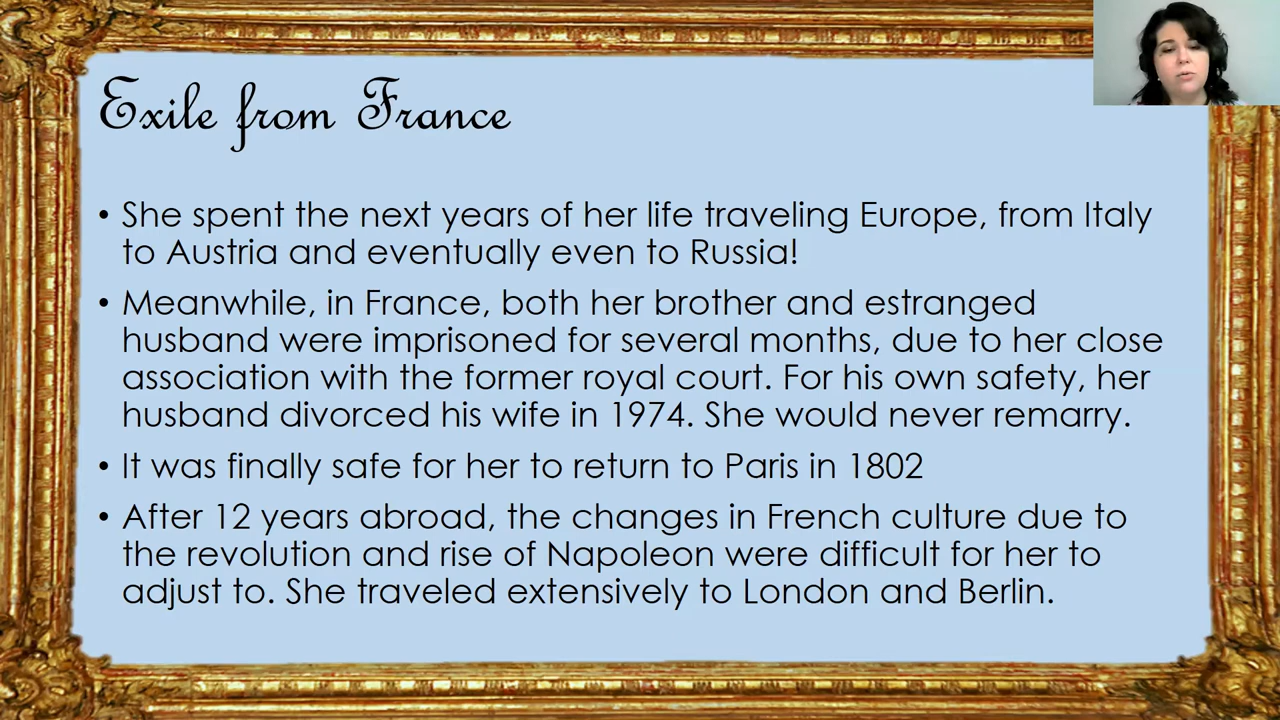 Exile from France
• She spent the next years of her life traveling Europe, from Italy
to Austria and eventually even to Russia!
• Meanwhile, in France, both her brother and estranged
husband were imprisoned for several months, due to her close
association with the former royal court. For his own safety, her
husband divorced his wife in 1974. She would never remarry.
• It was finally safe for her to return to Paris in 1802
• After 12 years abroad, the changes in French culture due to
the revolution and rise of Napoleon were difficult for her to
adjust to. She traveled extensively to London and Berlin.